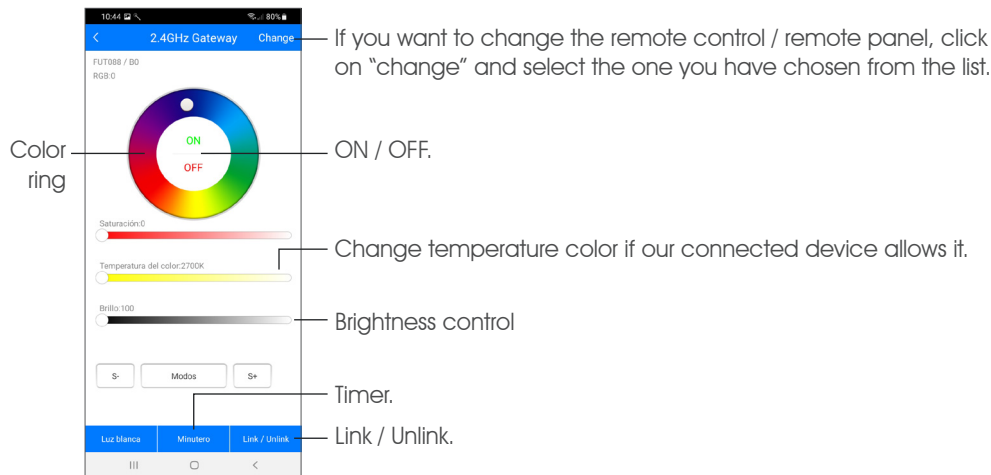 10:44
80%
2.4GHz Gateway
Change
If you want to change the remote control / remote panel, click
on “change” and select the one you have chosen from the list.
FUT088 / B0
RGB:0
ON
OFF
Color
ring
ON / OFF.
Saturación:0
Change temperature color if our connected device allows it.
Temperatura del color:2700K
Brillo:100
Brightness control
S-
Modos
S+
Timer.
Luz blanca
Minutero
Link / Unlink
Link / Unlink.